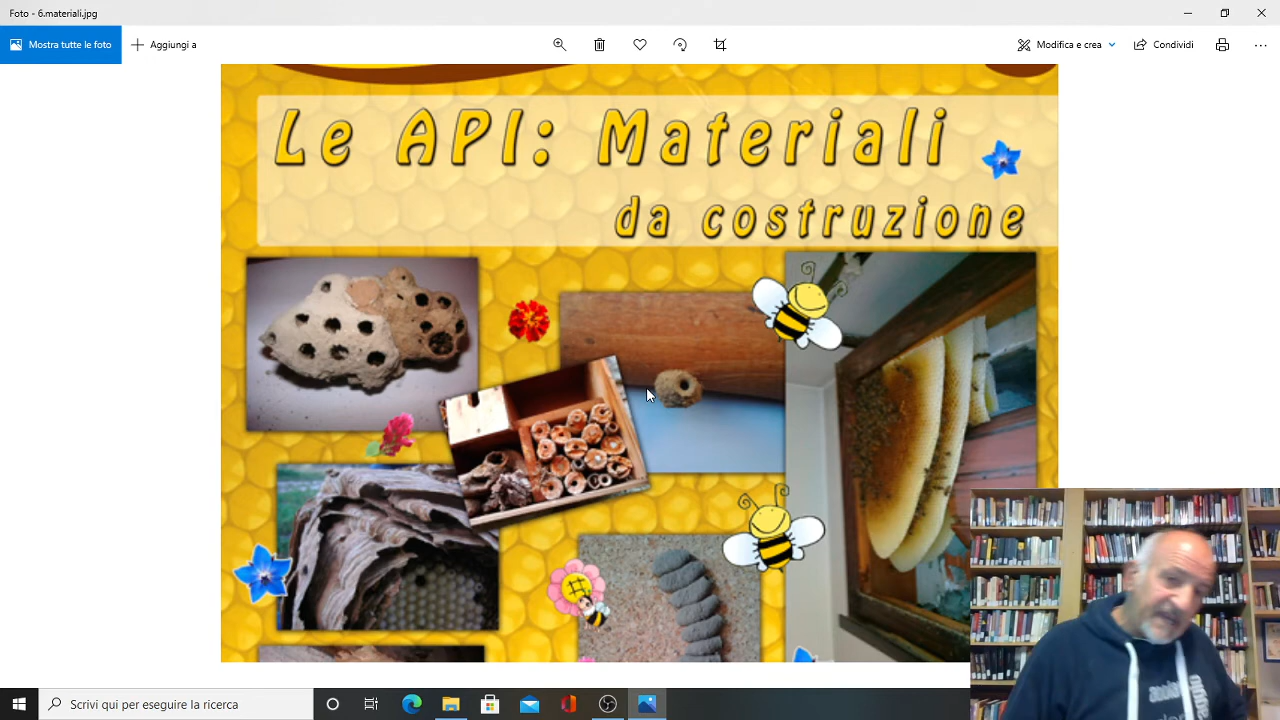 Foto - 6.materiali.jpg
Mostra tutte le foto
Aggiungi a
Modifica e crea
Condividi
Le API: Materiali
da costruzione
Scrivi qui per eseguire la ricerca